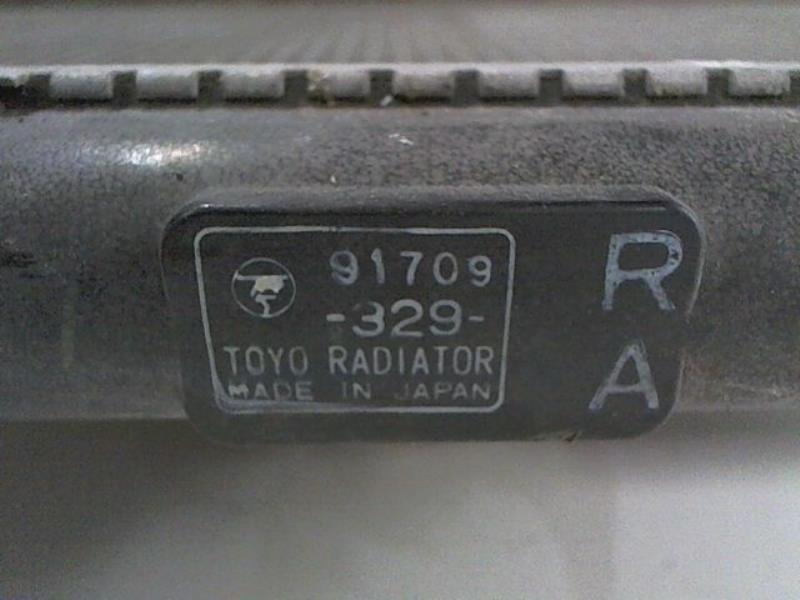 91709
-329-
TOYO RADIATOR
MADE IN JAPAN
R
A